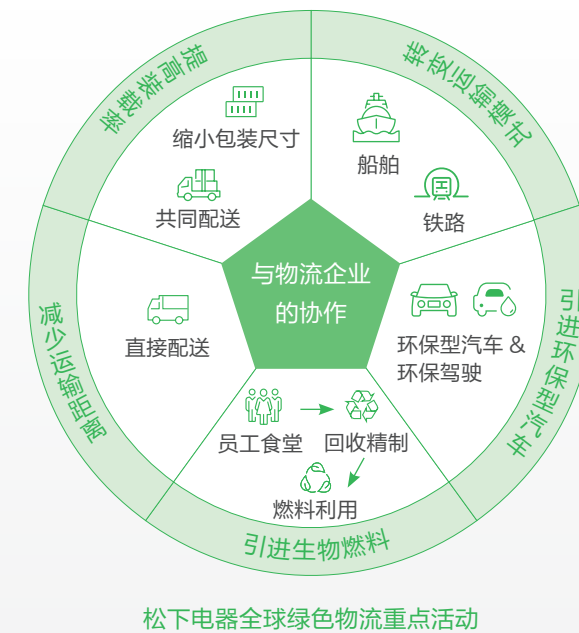 提高装载率
转变运输模式
缩小包装尺寸
船舶
共同配送
铁路
与物流企业
的协作
减少运输距离
直接配送
环保型汽车 &
环保驾驶
引进环保型汽车
员工食堂
回收精制
燃料利用
引进生物燃料
松下电器全球绿色物流重点活动